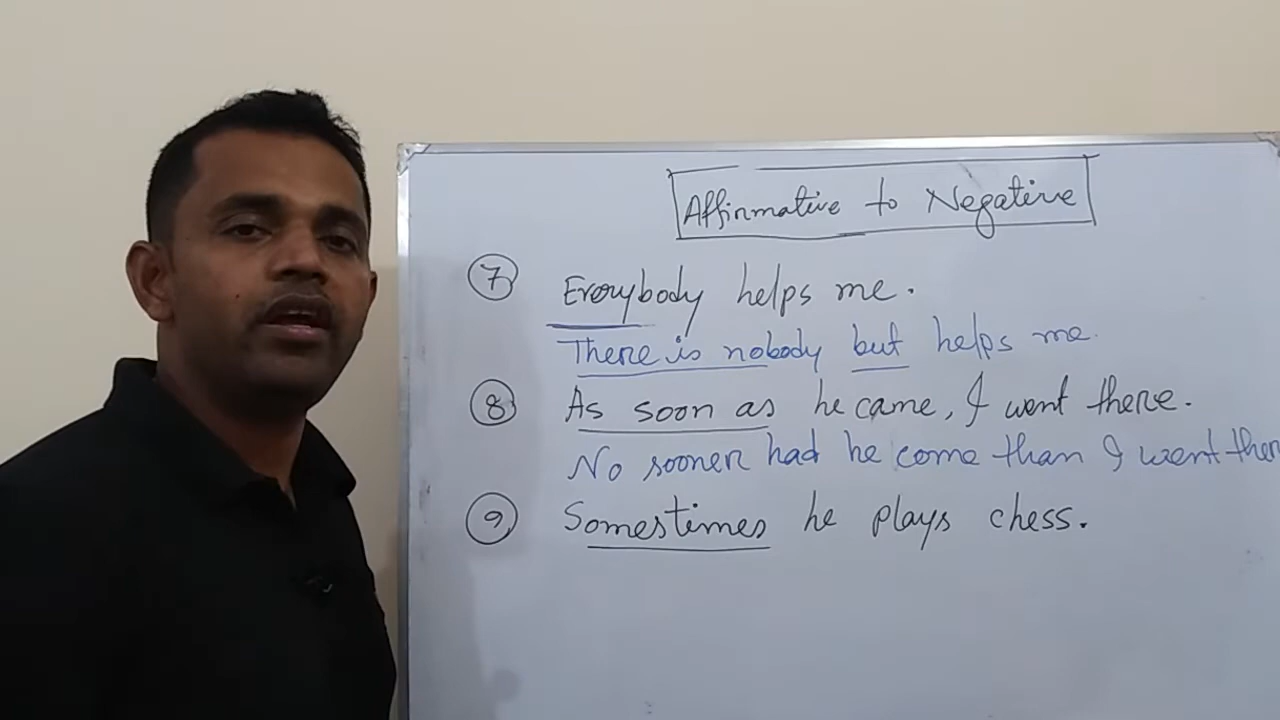 Affirmative to Negative
7 Everybody helps me.
There is nobody but helps me.
8 As soon as he came, I went there.
No sooner had he come than I went ther
9 Somestimes he plays chess.